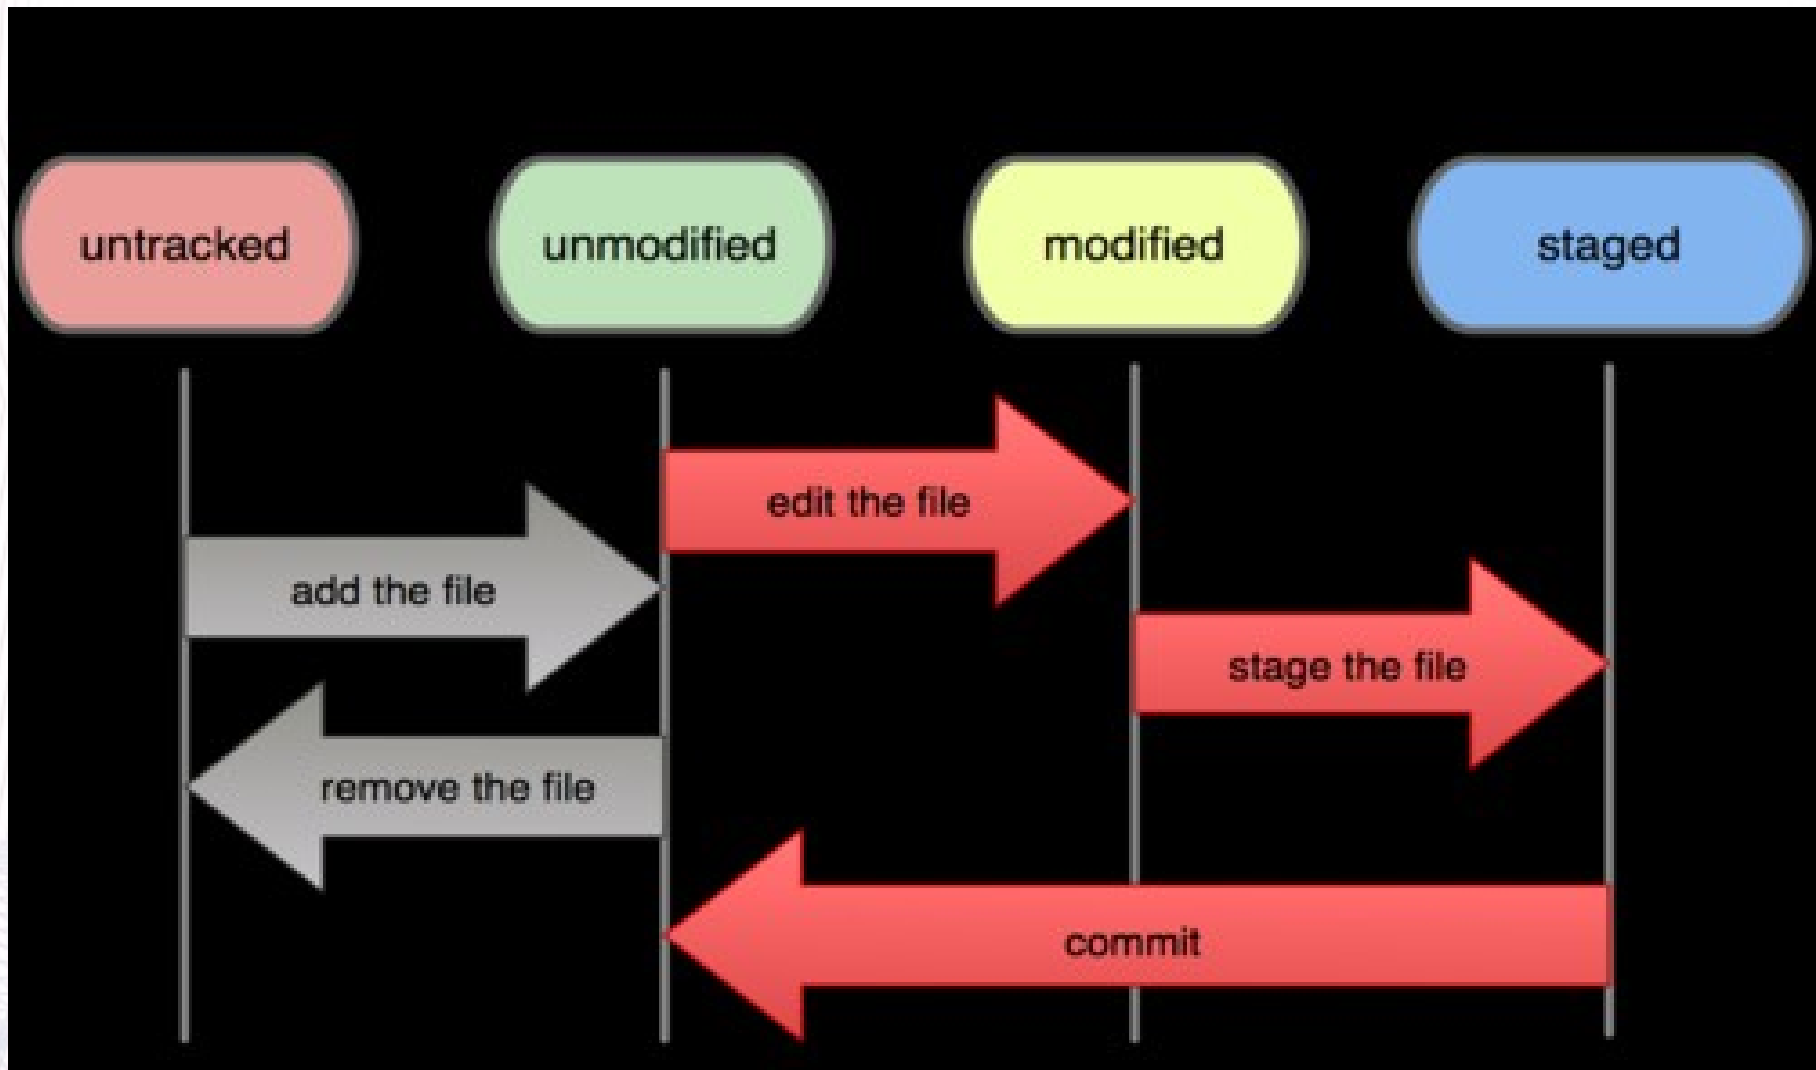 untracked
unmodified
modified
staged
edit the file
add the file
stage the file
remove the file
commit